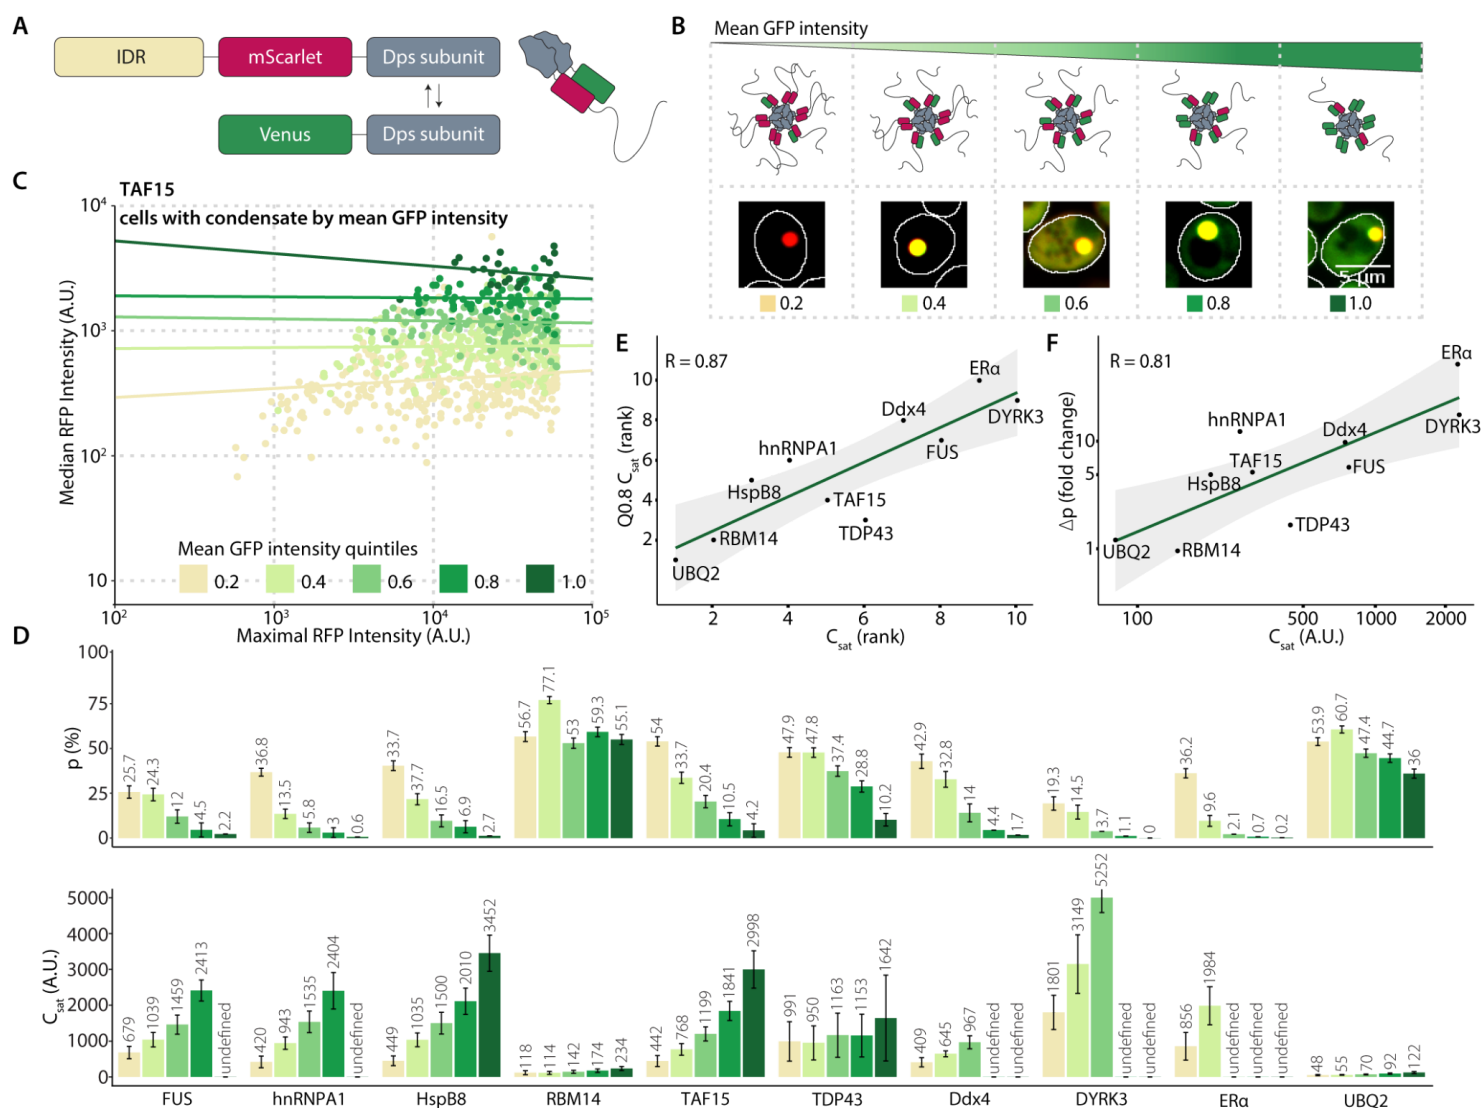 A
IDR
mScarlet
Dps subunit
Venus
Dps subunit
B
Mean GFP intensity
5 µm
0.2
0.4
0.6
0.8
1.0
C
TAF15
cells with condensate by mean GFP intensity
Median RFP Intensity (A.U.)
10⁴
10³
10²
10
Mean GFP intensity quintiles
0.2
0.4
0.6
0.8
1.0
10²
10³
10⁴
10⁵
Maximal RFP Intensity (A.U.)
E
R = 0.87
Q0.8 Csat (rank)
10
8
6
4
2
ERα
DYRK3
Ddx4
FUS
hnRNPA1
HspB8
TAF15
TDP43
RBM14
UBQ2
2
4
6
8
10
Csat (rank)
F
R = 0.81
Δp (fold change)
10
5
1
ERα
DYRK3
hnRNPA1
Ddx4
TAF15
FUS
HspB8
TDP43
UBQ2
RBM14
100
500
1000
2000
Csat (A.U.)
D
p (%)
100
75
50
25
0
25.7
24.3
12
4.5
2.2
36.8
13.5
5.8
3
0.6
33.7
37.7
16.5
6.9
2.7
56.7
77.1
53
59.3
55.1
54
33.7
20.4
10.5
4.2
47.9
47.8
37.4
28.8
10.2
42.9
32.8
14
4.4
1.7
19.3
14.5
3.7
1.1
0
36.2
9.6
2.1
0.7
0.2
53.9
60.7
47.4
44.7
36
Csat (A.U.)
5000
4000
3000
2000
1000
0
679
1039
1459
2413
undefined
420
943
1535
2404
undefined
449
1035
1500
2010
3452
118
114
142
174
234
442
768
1199
1841
2998
991
950
1163
1153
1642
409
645
967
undefined
undefined
1801
3149
5252
undefined
undefined
856
1984
undefined
undefined
undefined
48
55
70
92
122
FUS
hnRNPA1
HspB8
RBM14
TAF15
TDP43
Ddx4
DYRK3
ERα
UBQ2